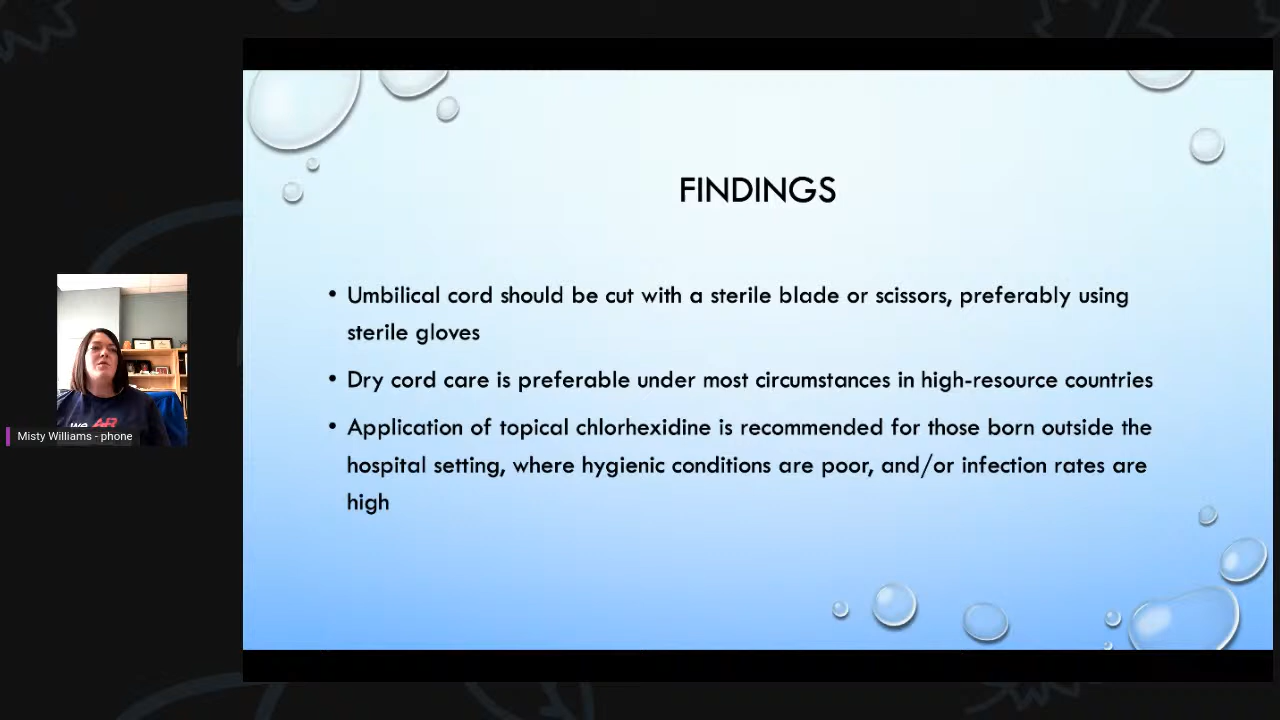 FINDINGS
• Umbilical cord should be cut with a sterile blade or scissors, preferably using
sterile gloves
• Dry cord care is preferable under most circumstances in high-resource countries
• Application of topical chlorhexidine is recommended for those born outside the
hospital setting, where hygienic conditions are poor, and/or infection rates are
high
we AR
Misty Williams - phone